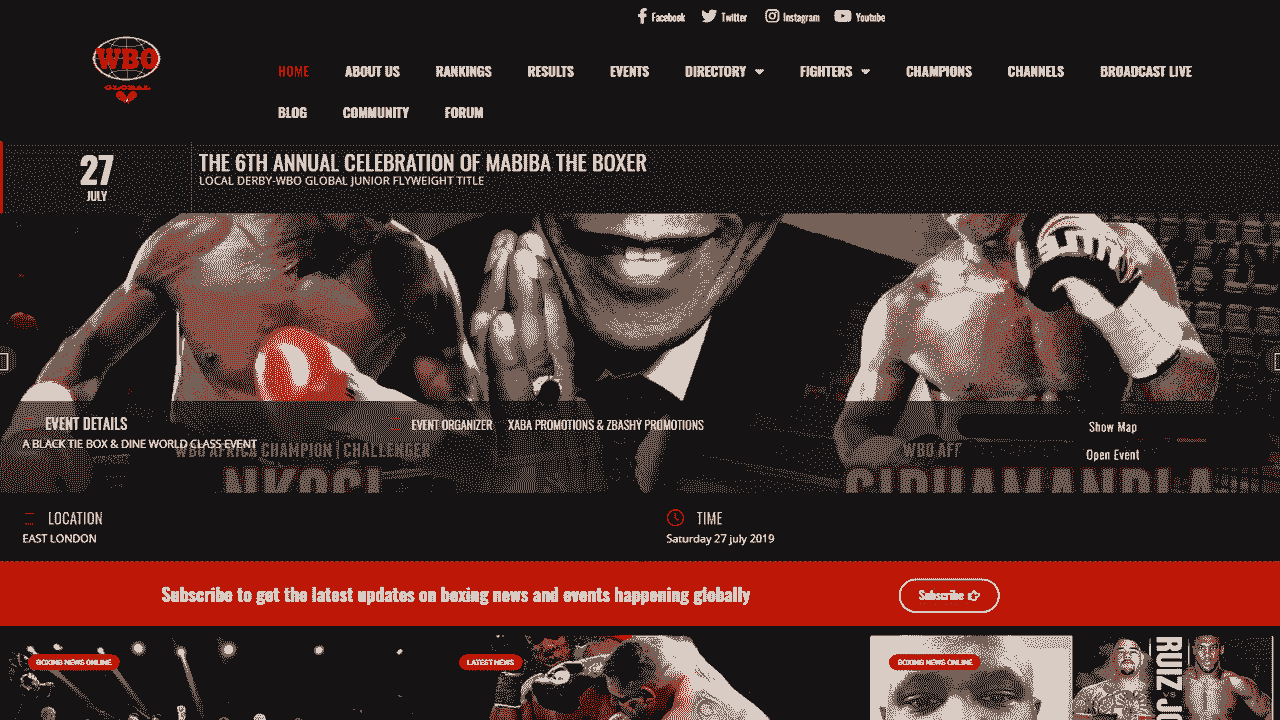 Facebook Twitter Instagram Youtube
WBO
GLOBAL
HOME ABOUT US RANKINGS RESULTS EVENTS DIRECTORY FIGHTERS CHAMPIONS CHANNELS BROADCAST LIVE
BLOG COMMUNITY FORUM
27
JULY
THE 6TH ANNUAL CELEBRATION OF MABIBA THE BOXER
LOCAL DERBY-WBO GLOBAL JUNIOR FLYWEIGHT TITLE
EVENT DETAILS
A BLACK TIE BOX & DINE WORLD CLASS EVENT
EVENT ORGANIZER XABA PROMOTIONS & ZBASHY PROMOTIONS
Show Map
Open Event
WBO AFRICA CHAMPION | CHALLENGER
NKOSI
WBO AFF
SIPHAMANDLA
LOCATION
EAST LONDON
TIME
Saturday 27 july 2019
Subscribe to get the latest updates on boxing news and events happening globally
Subscribe
BOXING NEWS ONLINE
LATEST NEWS
BOXING NEWS ONLINE
RUIZ